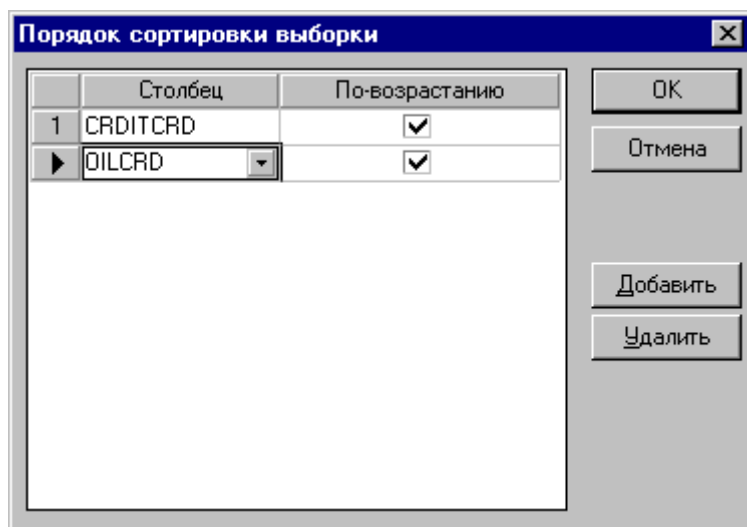 Порядок сортировки выборки
Столбец По-возрастанию
1 CRDITCRD
OILCRD
OK
Отмена
Добавить
Удалить